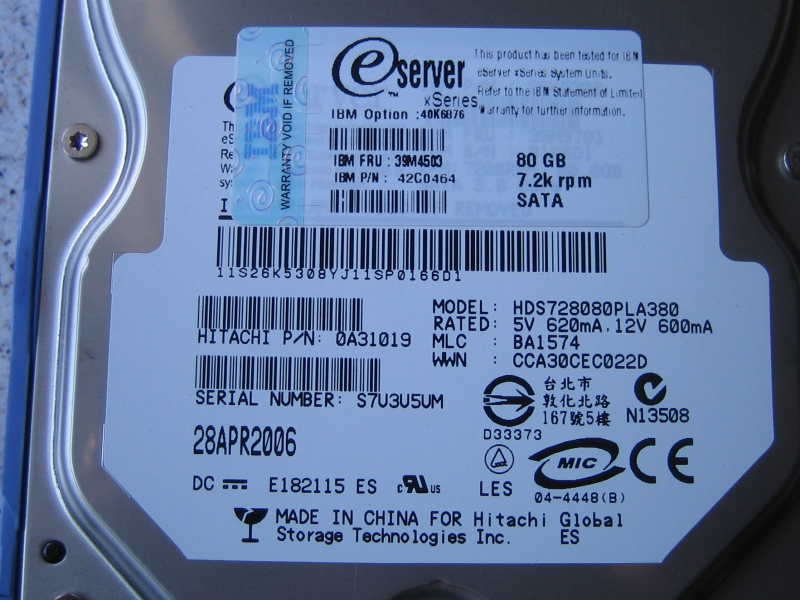 eserver
TM
xSeries
This product has been tested for IBM
eServer xSeries System Units.
Refer to the IBM Statement of Limited
Warranty for further information.
IBM
WARRANTY VOID IF REMOVED
IBM Option :40K6876
IBM FRU : 39M4503
IBM P/N : 42C0464
80 GB
7.2k rpm
SATA
11S26K5308YJ11SP0166D1
HITACHI P/N: 0A31019
SERIAL NUMBER: S7U3U5UM
28APR2006
MODEL: HDS728080PLA380
RATED: 5V 620mA,12V 600mA
MLC : BA1574
WWN : CCA30CEC022D
台北市
敦化北路
167號5樓
D33373
N13508
DC E182115 ES c RU us
LES
MIC
04-4448(B)
CE
MADE IN CHINA FOR Hitachi Global
Storage Technologies Inc. ES